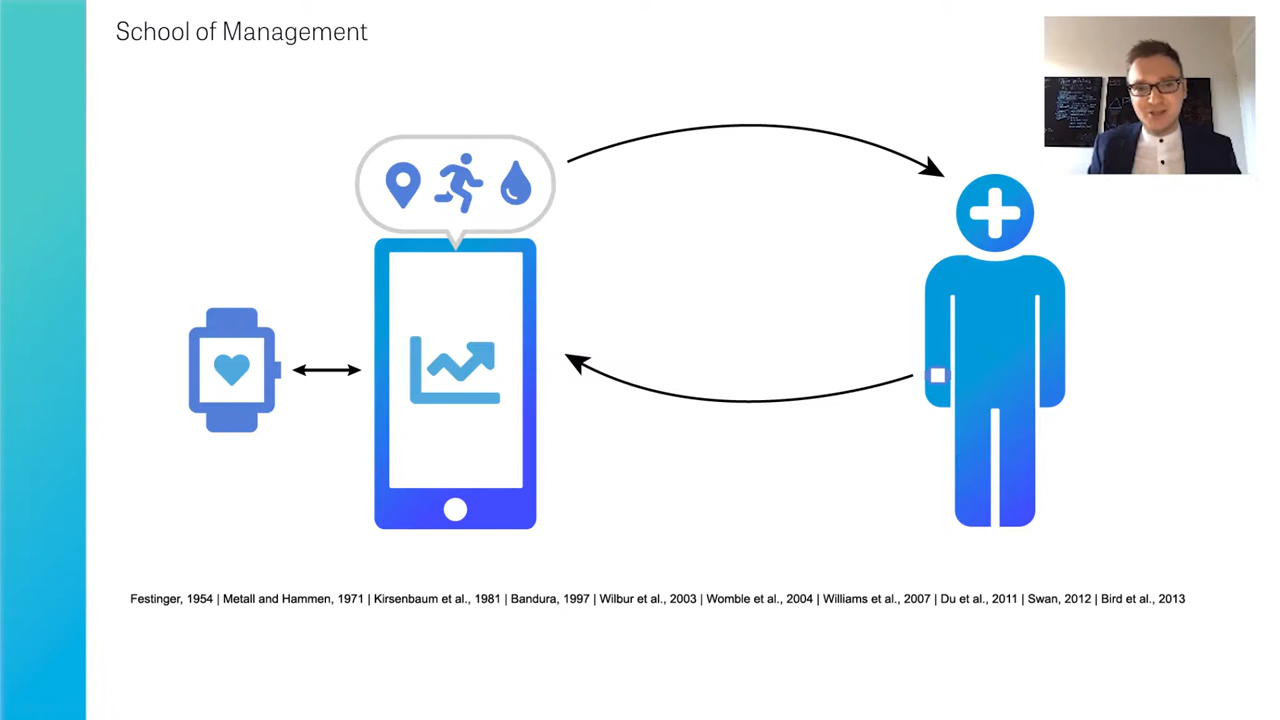 School of Management
Festinger, 1954 | Metall and Hammen, 1971 | Kirsenbaum et al., 1981 | Bandura, 1997 | Wilbur et al., 2003 | Womble et al., 2004 | Williams et al., 2007 | Du et al., 2011 | Swan, 2012 | Bird et al., 2013